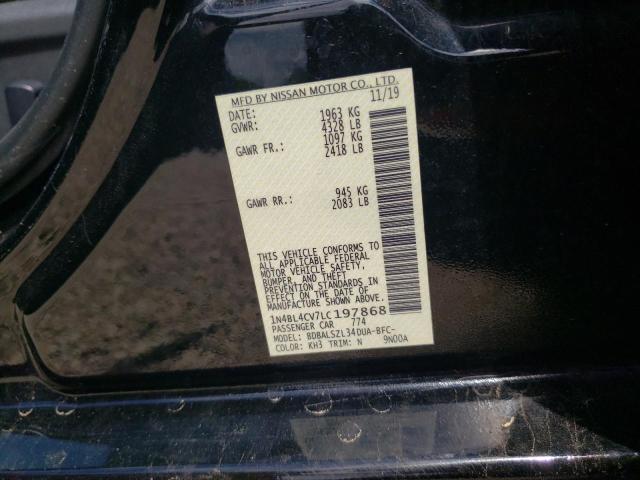 MFD BY NISSAN MOTOR CO., LTD.
DATE: 11/19
GVWR: 1963 KG
4328 LB
GAWR FR.: 1097 KG
2418 LB
GAWR RR.: 945 KG
2083 LB
THIS VEHICLE CONFORMS TO
ALL APPLICABLE FEDERAL
MOTOR VEHICLE SAFETY,
BUMPER, AND THEFT
PREVENTION STANDARDS IN
EFFECT ON THE DATE OF
MANUFACTURE SHOWN ABOVE.
1N4BL4CV7LC197868
PASSENGER CAR 774
MODEL: BDBALSZL34DUA-BFC-
COLOR: KH3 TRIM: N 9N00A